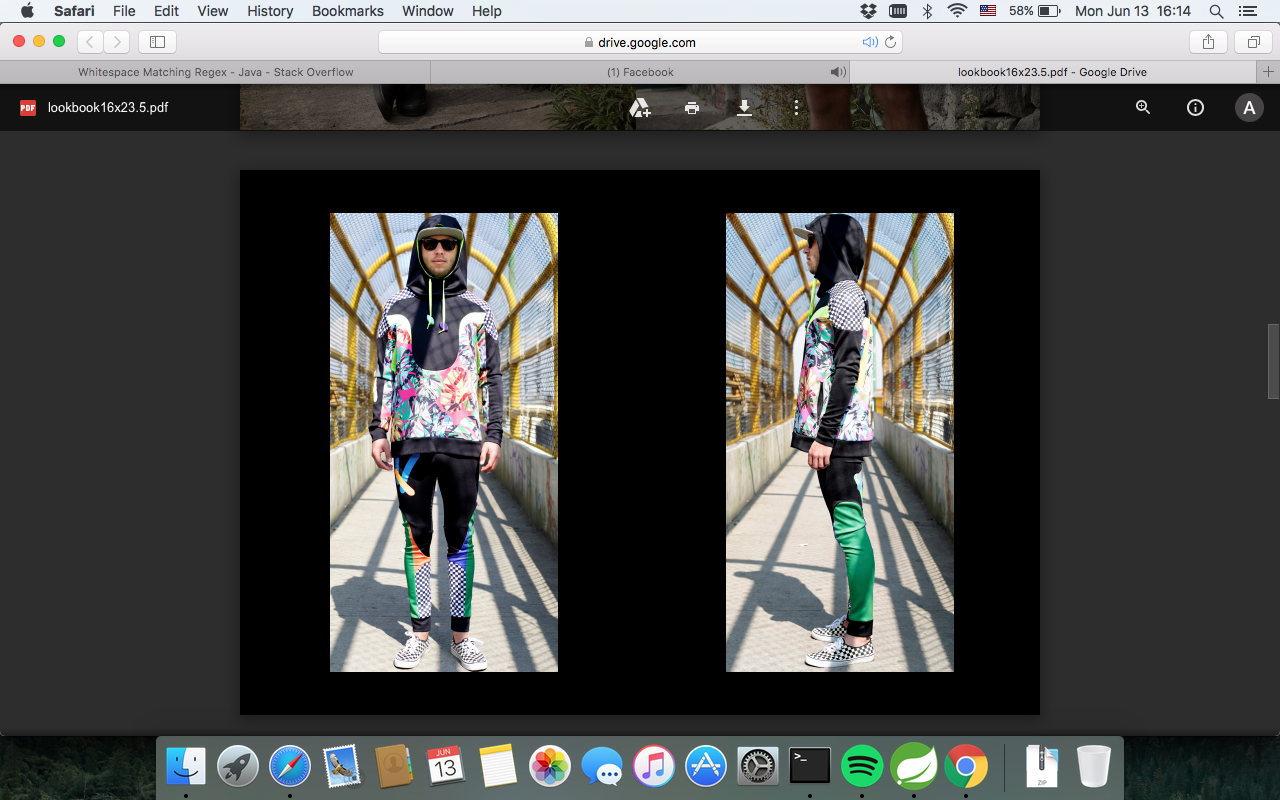 Safari File Edit View History Bookmarks Window Help 58% Mon Jun 13 16:14
drive.google.com
Whitespace Matching Regex - Java - Stack Overflow (1) Facebook lookbook16x23.5.pdf - Google Drive
PDF lookbook16x23.5.pdf A
JUN
13
>_
ZIP